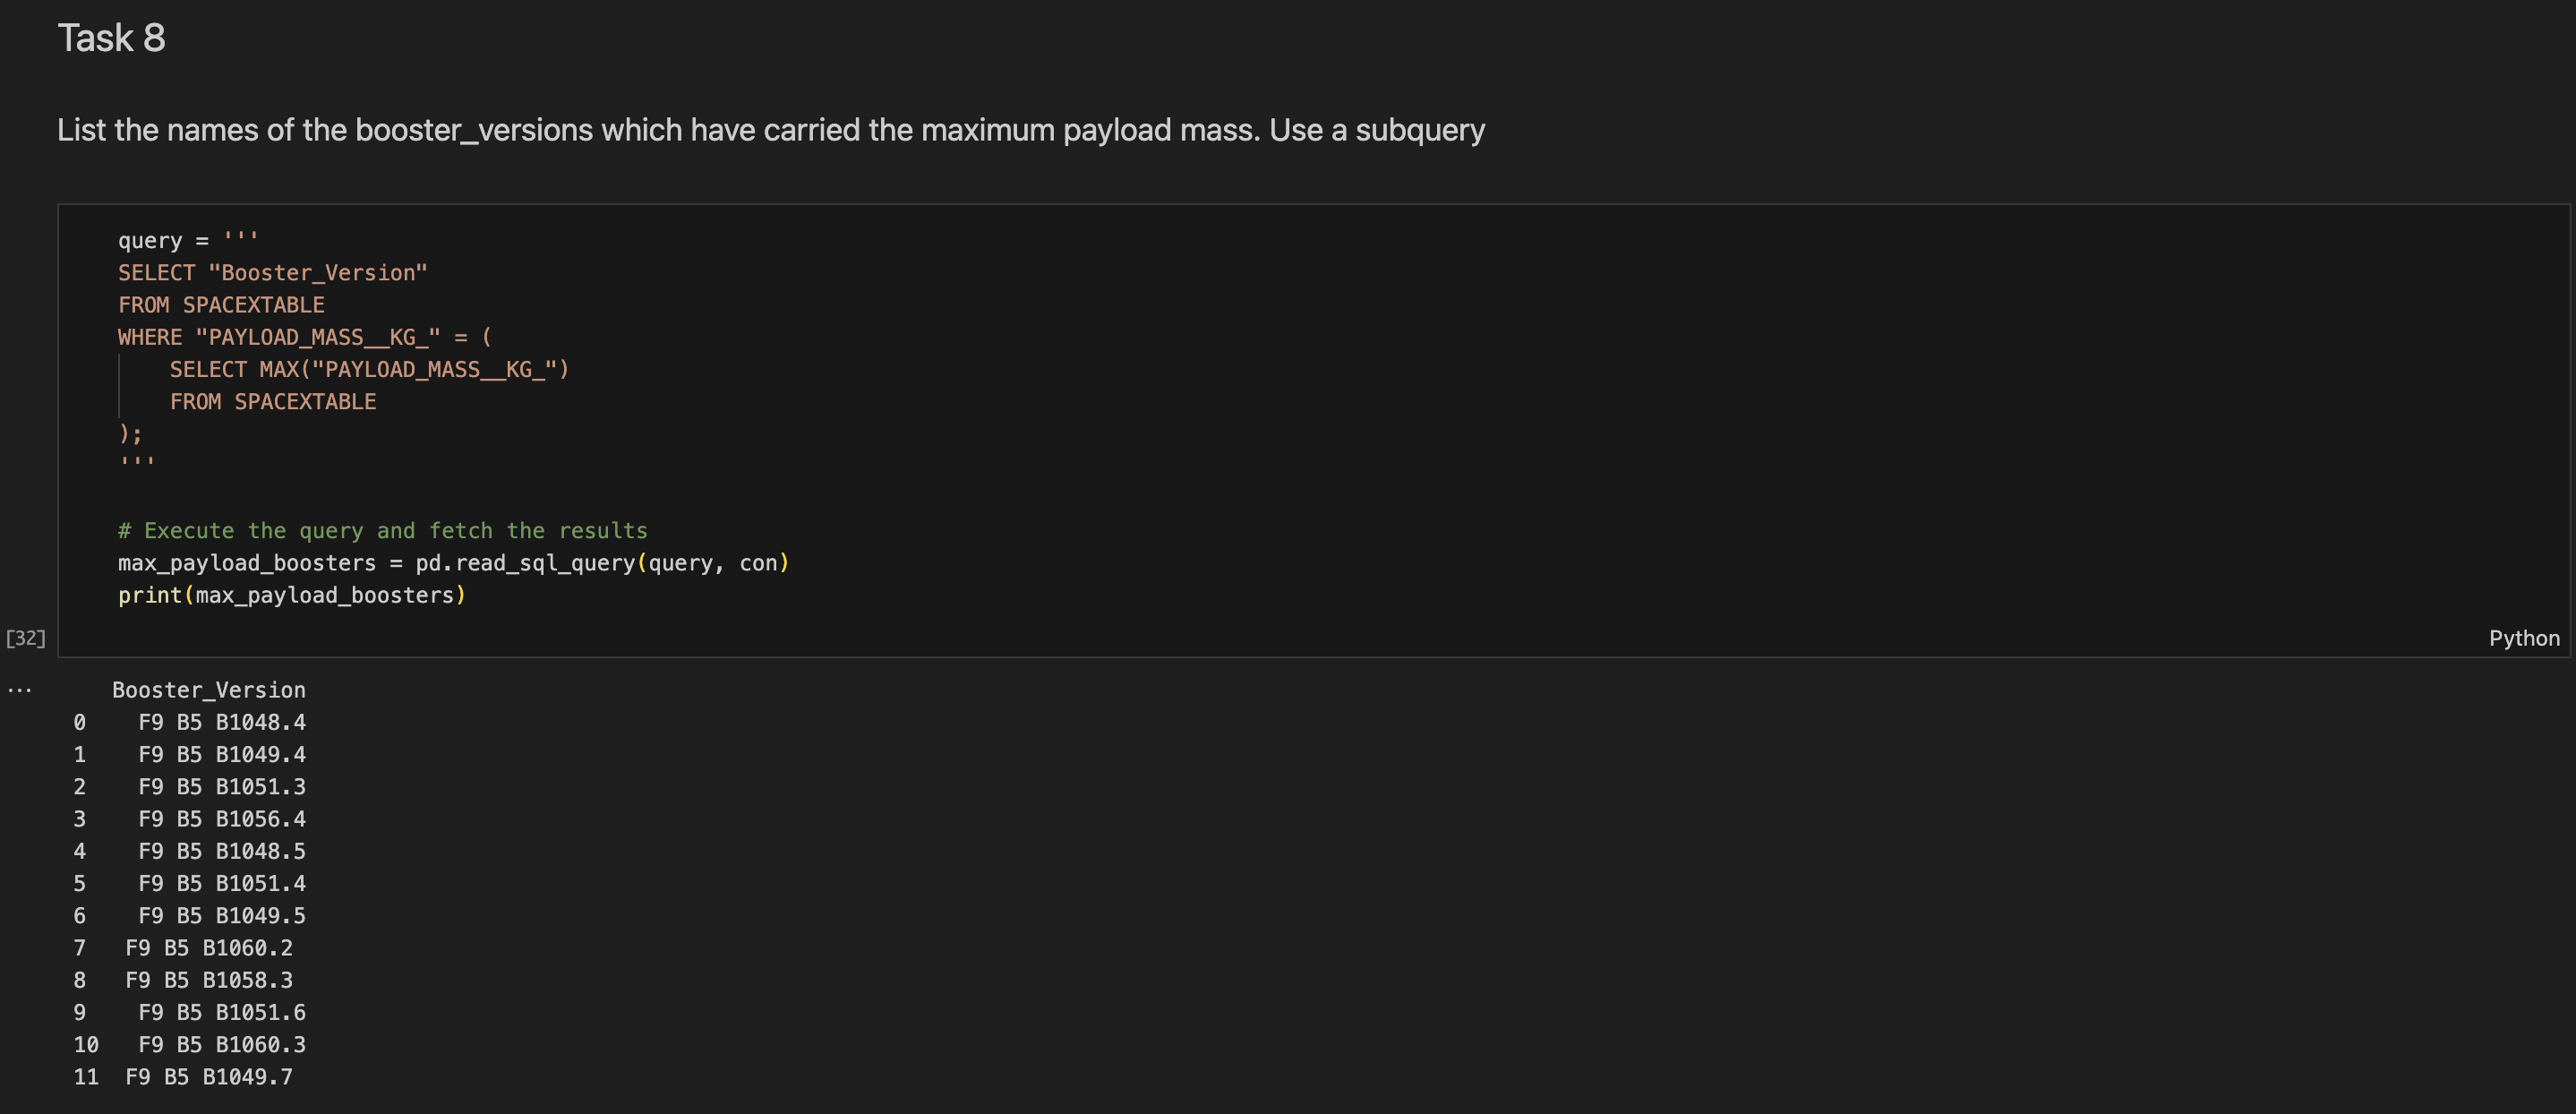 Task 8
List the names of the booster_versions which have carried the maximum payload mass. Use a subquery
query = '''
SELECT "Booster_Version"
FROM SPACEXTABLE
WHERE "PAYLOAD_MASS__KG_" = (
    SELECT MAX("PAYLOAD_MASS__KG_")
    FROM SPACEXTABLE
);
'''
# Execute the query and fetch the results
max_payload_boosters = pd.read_sql_query(query, con)
print(max_payload_boosters)
[32]
Python
...
   Booster_Version
0    F9 B5 B1048.4
1    F9 B5 B1049.4
2    F9 B5 B1051.3
3    F9 B5 B1056.4
4    F9 B5 B1048.5
5    F9 B5 B1051.4
6    F9 B5 B1049.5
7   F9 B5 B1060.2
8   F9 B5 B1058.3
9    F9 B5 B1051.6
10   F9 B5 B1060.3
11  F9 B5 B1049.7